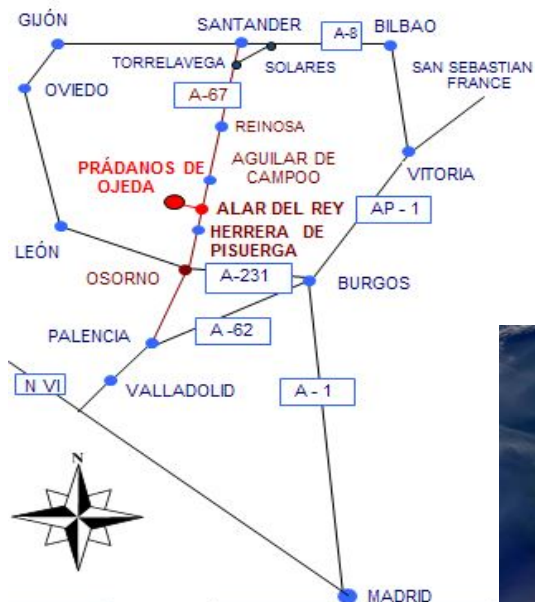 GIJÓN
SANTANDER
BILBAO
A-8
TORRELAVEGA
SOLARES
SAN SEBASTIAN
FRANCE
OVIEDO
A-67
REINOSA
PRÁDANOS DE
OJEDA
AGUILAR DE
CAMPOO
VITORIA
ALAR DEL REY
AP - 1
LEÓN
HERRERA DE
PISUERGA
OSORNO
A-231
BURGOS
PALENCIA
A -62
N VI
VALLADOLID
A - 1
N
MADRID